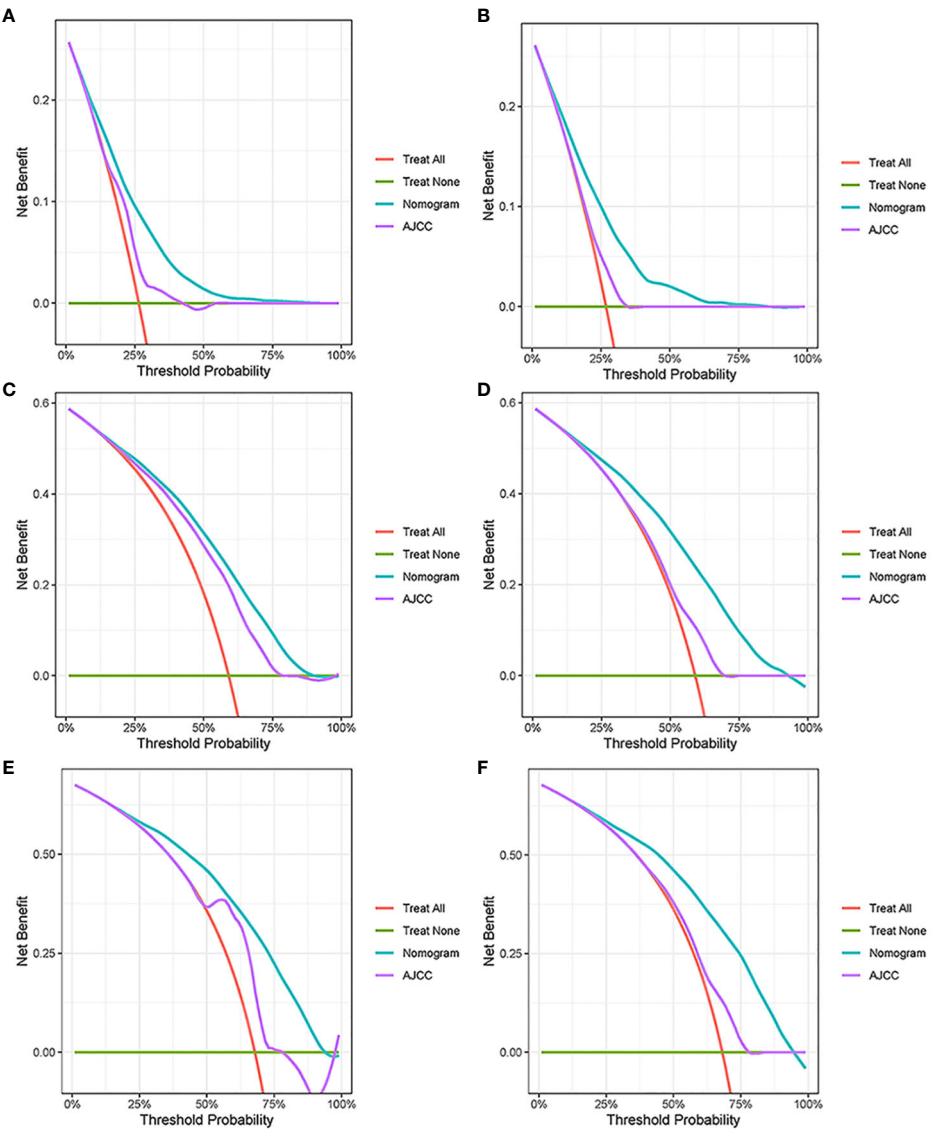 A
Net Benefit
0.2
0.1
0.0
0%
25%
50%
75%
100%
Threshold Probability
Treat All
Treat None
Nomogram
AJCC
B
Net Benefit
0.2
0.1
0.0
0%
25%
50%
75%
100%
Threshold Probability
Treat All
Treat None
Nomogram
AJCC
C
Net Benefit
0.6
0.4
0.2
0.0
0%
25%
50%
75%
100%
Threshold Probability
Treat All
Treat None
Nomogram
AJCC
D
Net Benefit
0.6
0.4
0.2
0.0
0%
25%
50%
75%
100%
Threshold Probability
Treat All
Treat None
Nomogram
AJCC
E
Net Benefit
0.50
0.25
0.00
0%
25%
50%
75%
100%
Threshold Probability
Treat All
Treat None
Nomogram
AJCC
F
Net Benefit
0.50
0.25
0.00
0%
25%
50%
75%
100%
Threshold Probability
Treat All
Treat None
Nomogram
AJCC